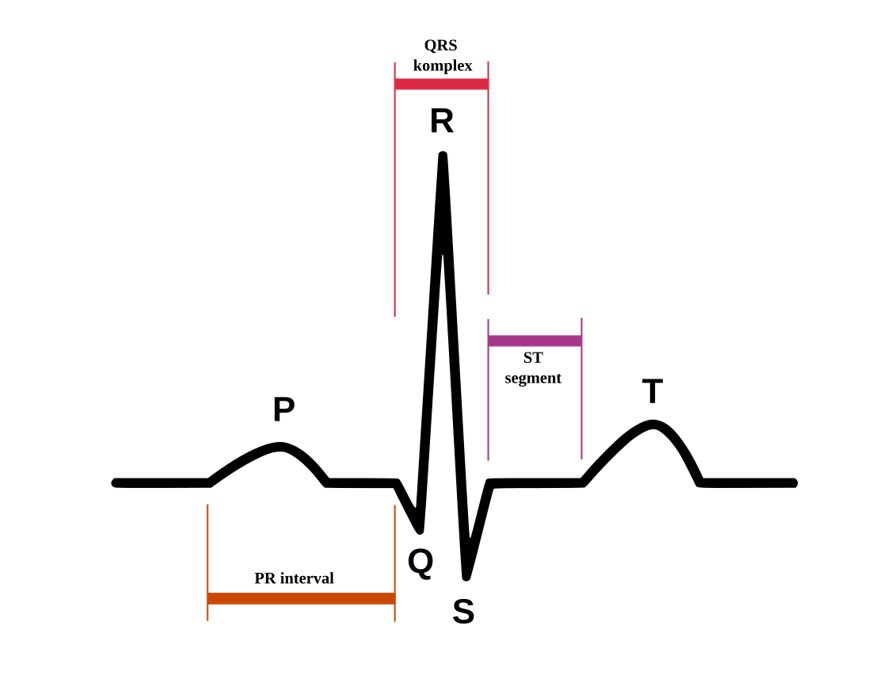 QRS
komplex
R
ST
segment
T
P
Q
PR interval
S